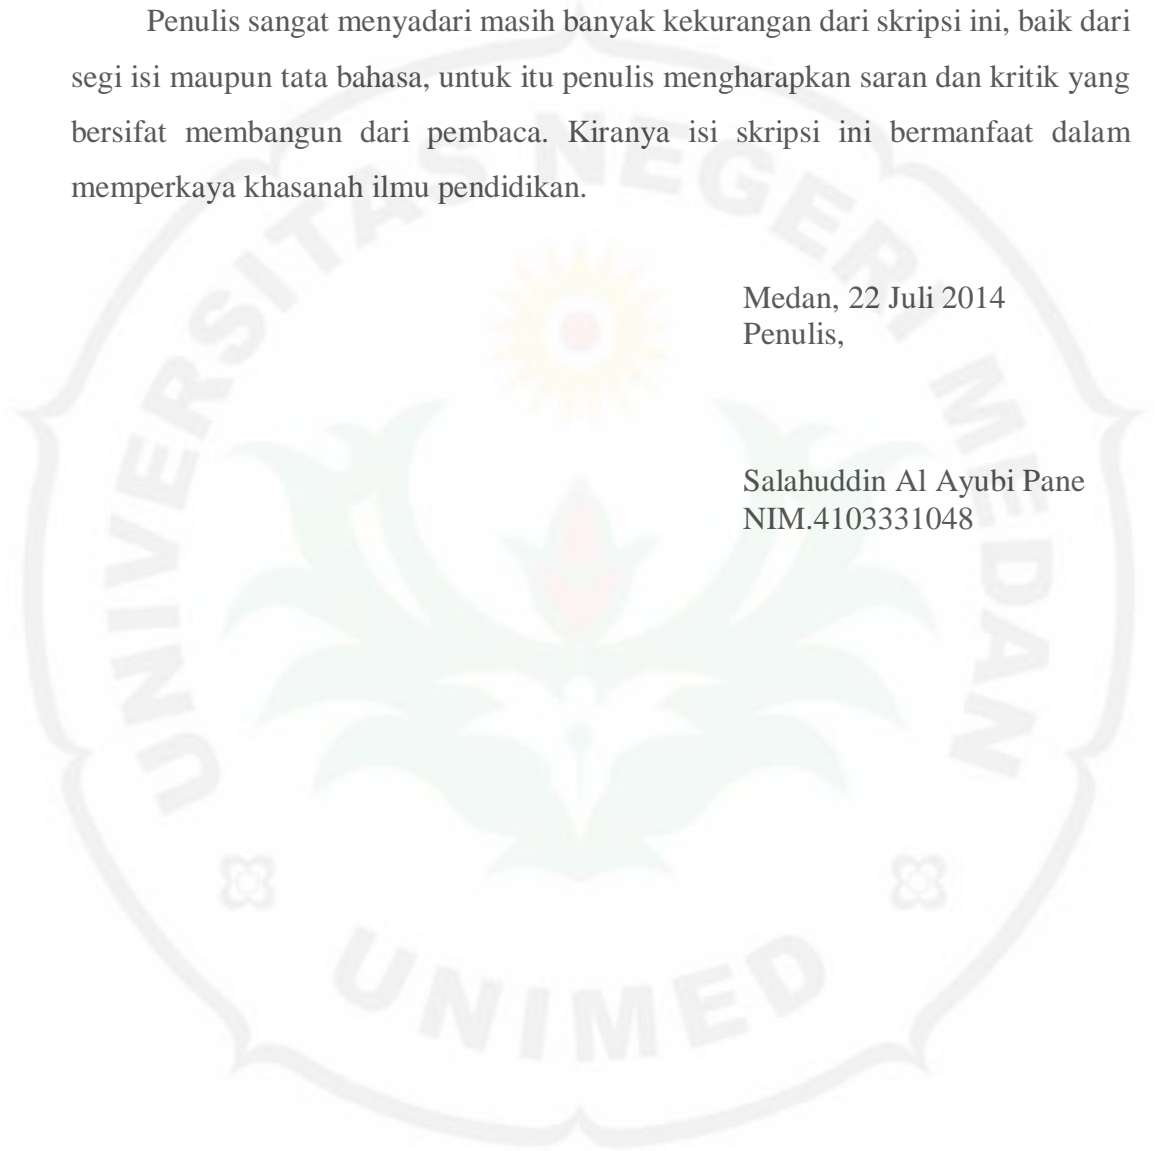 Penulis sangat menyadari masih banyak kekurangan dari skripsi ini, baik dari
segi isi maupun tata bahasa, untuk itu penulis mengharapkan saran dan kritik yang
bersifat membangun dari pembaca. Kiranya isi skripsi ini bermanfaat dalam
memperkaya khasanah ilmu pendidikan.
Medan, 22 Juli 2014
Penulis,
Salahuddin Al Ayubi Pane
NIM.4103331048
UNIVERSITAS NEGERI MEDAN
UNIMED